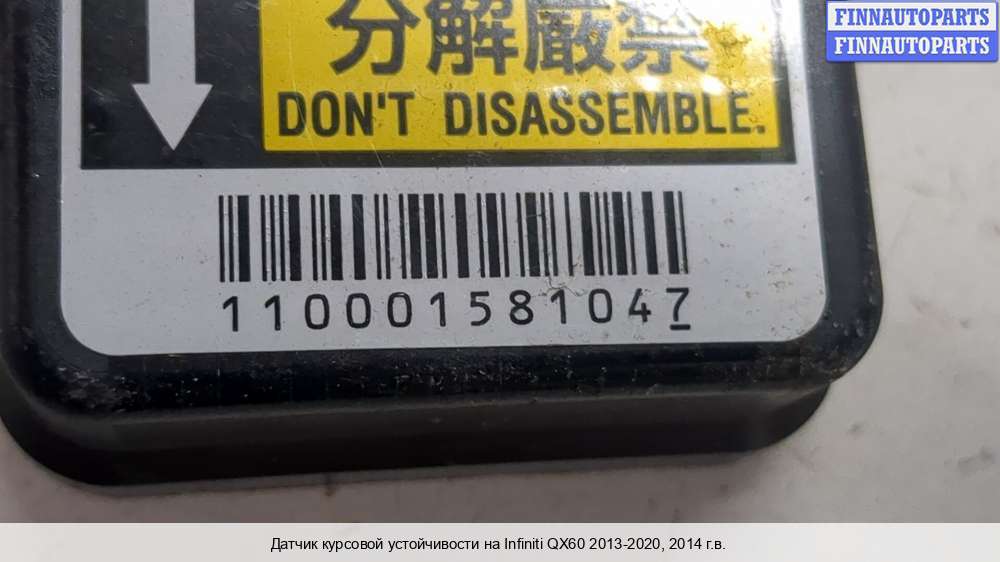 FINNAUTOPARTS
FINNAUTOPARTS
分解厳禁
DON'T DISASSEMBLE.
110001581047
Датчик курсовой устойчивости на Infiniti QX60 2013-2020, 2014 г.в.